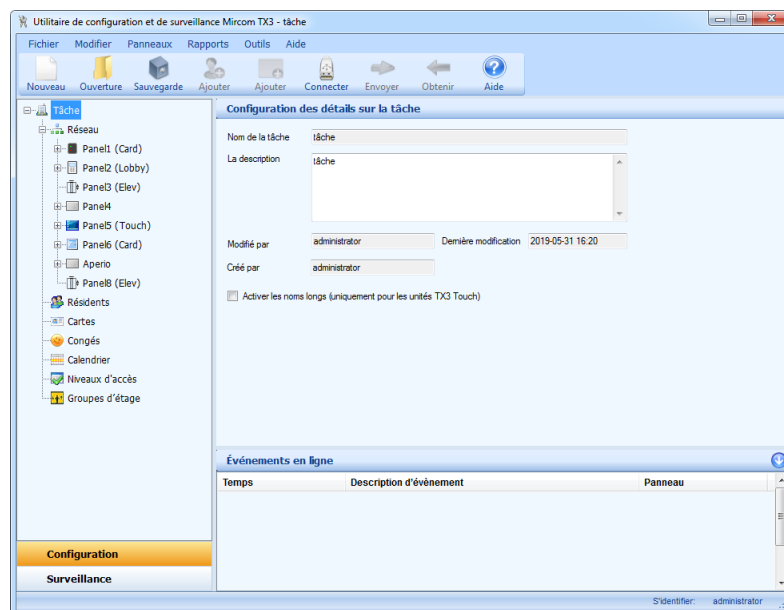 Utilitaire de configuration et de surveillance Mircom TX3 - tâche
Fichier Modifier Panneaux Rapports Outils Aide
Nouveau Ouverture Sauvegarde Ajouter Ajouter Connecter Envoyer Obtenir Aide
Tâche
Réseau
Panel1 (Card)
Panel2 (Lobby)
Panel3 (Elev)
Panel4
Panel5 (Touch)
Panel6 (Card)
Aperio
Panel8 (Elev)
Résidents
Cartes
Congés
Calendrier
Niveaux d'accès
Groupes d'étage
Configuration
Surveillance
Configuration des détails sur la tâche
Nom de la tâche tâche
La description tâche
Modifié par administrator Dernière modification 2019-05-31 16:20
Créé par administrator
Activer les noms longs (uniquement pour les unités TX3 Touch)
Événements en ligne
Temps Description d'évènement Panneau
S'identifier: administrator